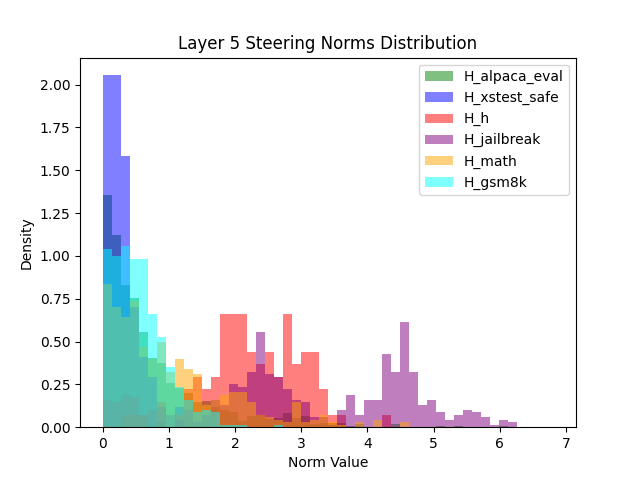 Layer 5 Steering Norms Distribution
Density
2.00
1.75
1.50
1.25
1.00
0.75
0.50
0.25
0.00
H_alpaca_eval
H_xstest_safe
H_h
H_jailbreak
H_math
H_gsm8k
0 1 2 3 4 5 6 7
Norm Value